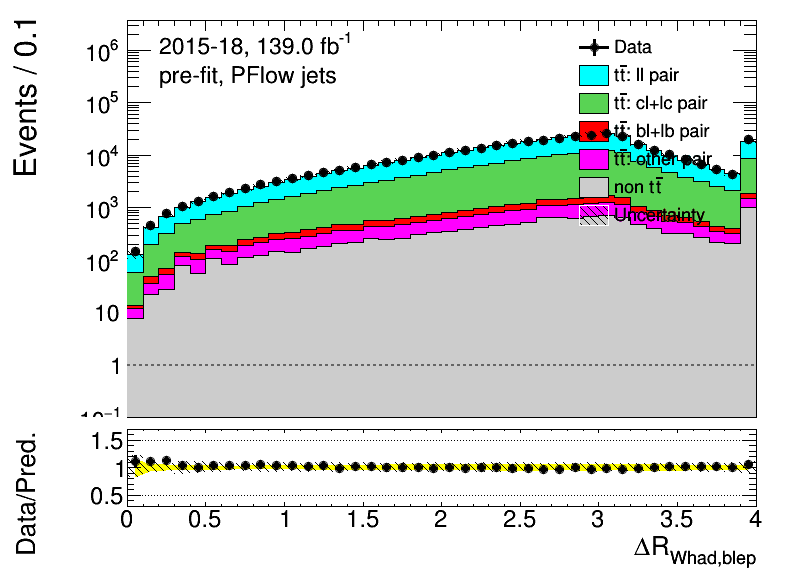 Events / 0.1
10⁶
10⁵
10⁴
10³
10²
10
1
10⁻¹
2015-18, 139.0 fb⁻¹
pre-fit, PFlow jets
Data
tt̄: ll pair
tt̄: cl+lc pair
tt̄: bl+lb pair
tt̄: other pair
non tt̄
Uncertainty
Data/Pred.
1.5
1
0.5
0 0.5 1 1.5 2 2.5 3 3.5 4
ΔR_Whad,blep